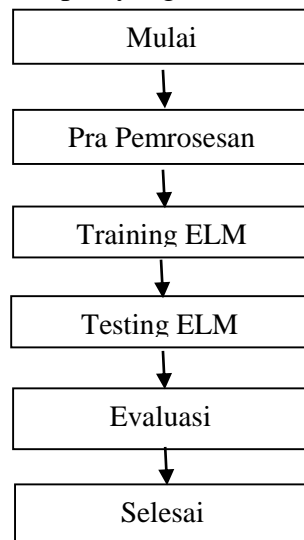 Mulai
Pra Pemrosesan
Training ELM
Testing ELM
Evaluasi
Selesai